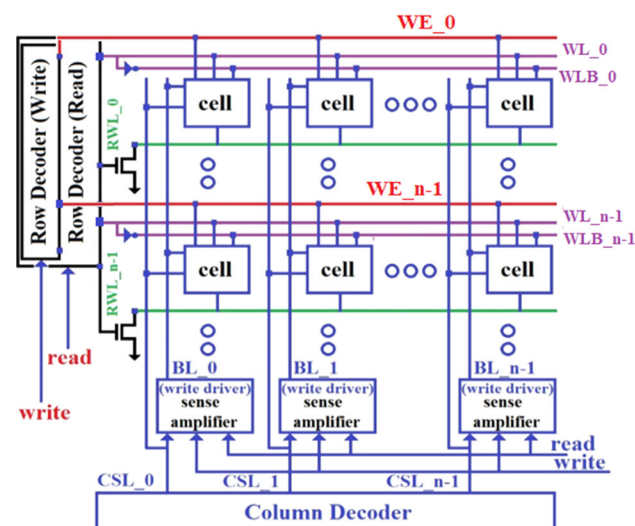 WE_0
WL_0
WLB_0
Row Decoder (Write)
Row Decoder (Read)
RWL_0
cell
cell
cell
WE_n-1
WL_n-1
WLB_n-1
RWL_n-1
cell
cell
cell
read
write
BL_0
BL_1
BL_n-1
(write driver)
sense
amplifier
(write driver)
sense
amplifier
(write driver)
sense
amplifier
read
write
CSL_0
CSL_1
CSL_n-1
Column Decoder